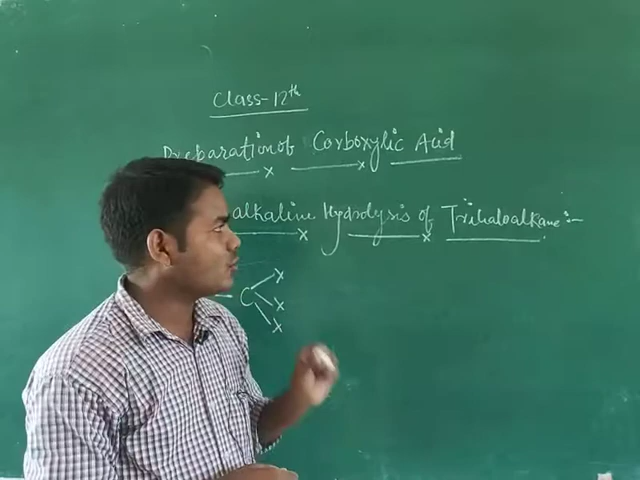 Class-12th
Preparation of Carboxylic Acid
alkaline Hydrolysis of Trihaloalkane :-
X
- C X
X